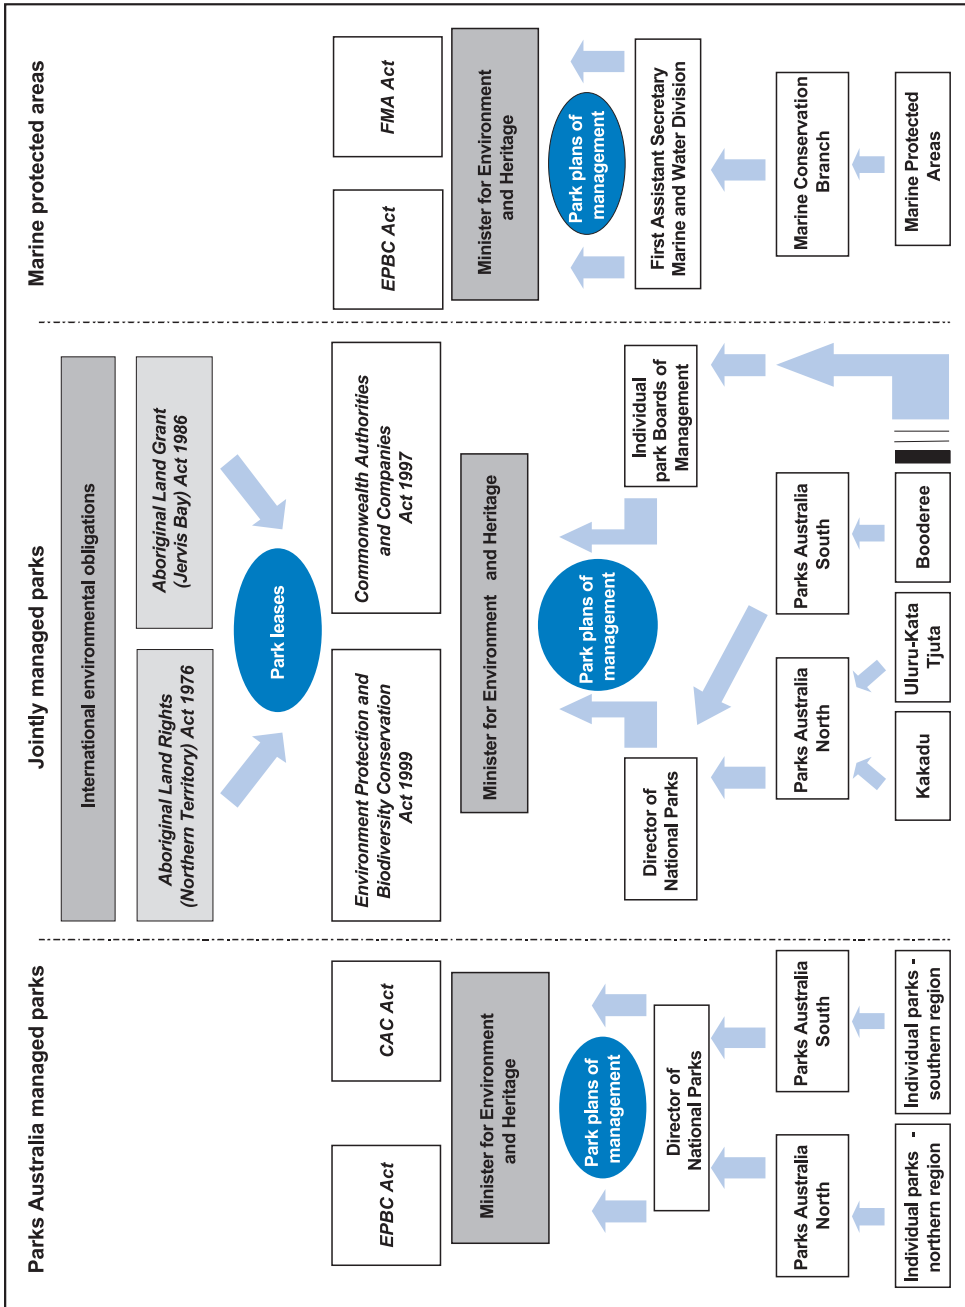 Parks Australia managed parks
EPBC Act
CAC Act
Minister for Environment
and Heritage
Park plans of
management
Director of
National Parks
Parks Australia
North
Parks Australia
South
Individual parks -
northern region
Individual parks -
southern region
Jointly managed parks
International environmental obligations
Aboriginal Land Rights
(Northern Territory) Act 1976
Aboriginal Land Grant
(Jervis Bay) Act 1986
Park leases
Environment Protection and
Biodiversity Conservation
Act 1999
Commonwealth Authorities
and Companies
Act 1997
Minister for Environment and Heritage
Park plans of
management
Director of
National Parks
Individual
park Boards of
Management
Parks Australia
North
Parks Australia
South
Kakadu
Uluru-Kata
Tjuta
Booderee
Marine protected areas
EPBC Act
FMA Act
Minister for Environment
and Heritage
Park plans of
management
First Assistant Secretary
Marine and Water Division
Marine Conservation
Branch
Marine Protected
Areas